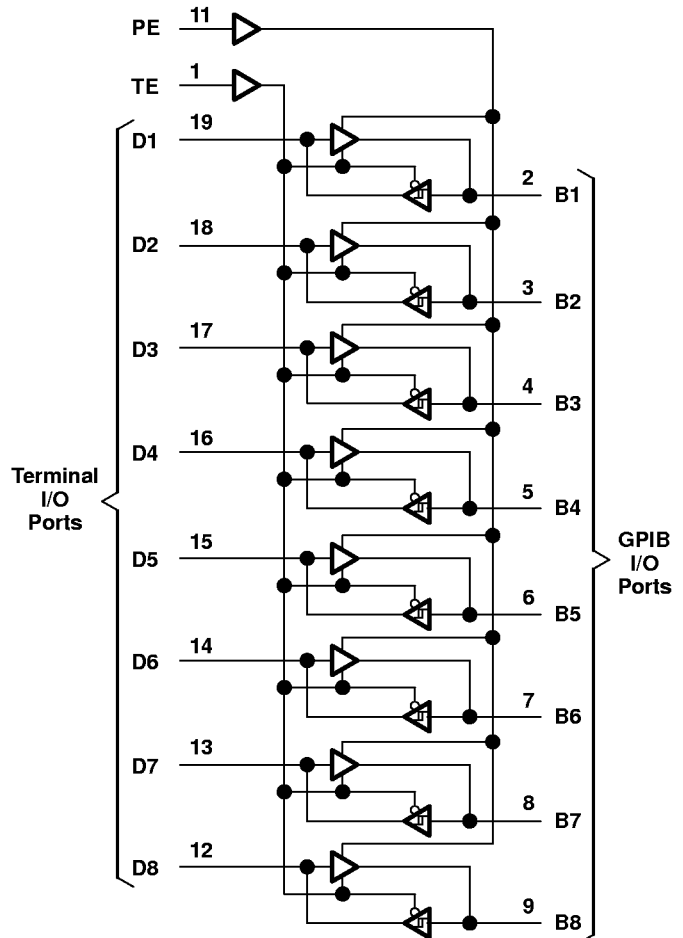 PE 11
TE 1
D1 19
2 B1
D2 18
3 B2
D3 17
4 B3
D4 16
5 B4
Terminal
I/O
Ports
D5 15
6 B5
GPIB
I/O
Ports
D6 14
7 B6
D7 13
8 B7
D8 12
9 B8